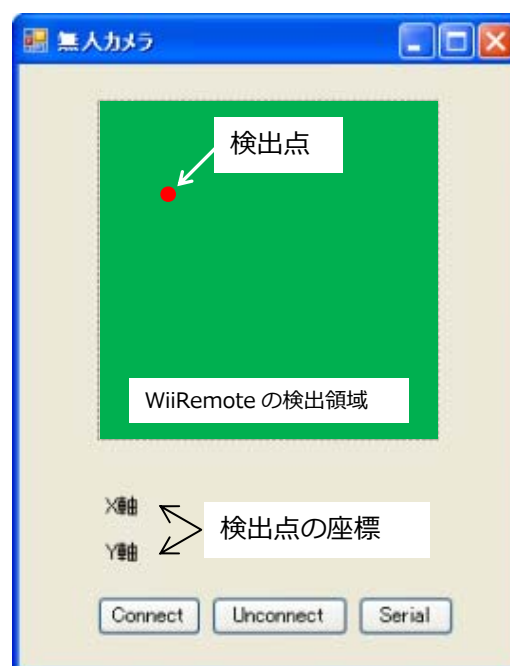 無人カメラ
検出点
WiiRemote の検出領域
X軸
検出点の座標
Y軸
Connect Unconnect Serial